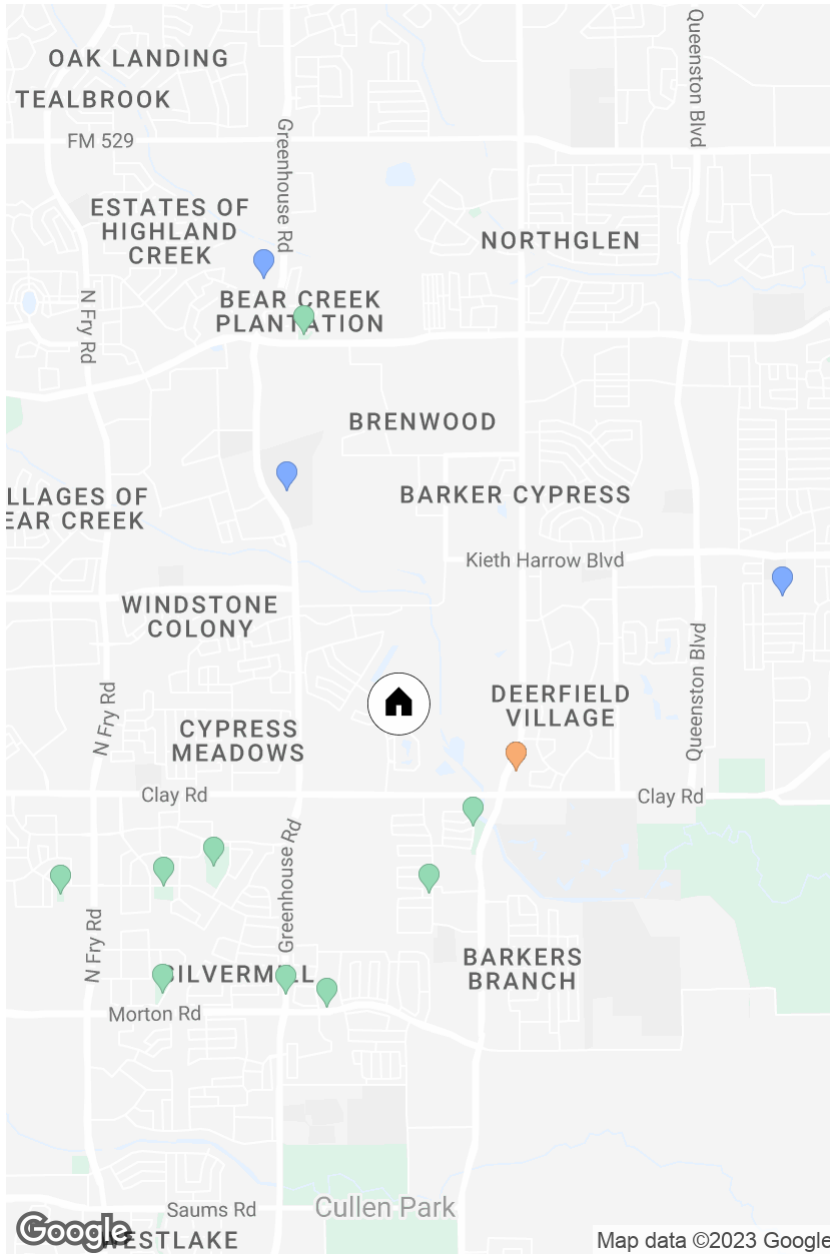 OAK LANDING
TEALBROOK
FM 529
Greenhouse Rd
Queenston Blvd
ESTATES OF
HIGHLAND
CREEK
NORTHGLEN
BEAR CREEK
PLANTATION
N Fry Rd
BRENWOOD
LLAGES OF
EAR CREEK
BARKER CYPRESS
Kieth Harrow Blvd
WINDSTONE
COLONY
Queenston Blvd
N Fry Rd
DEERFIELD
VILLAGE
CYPRESS
MEADOWS
Clay Rd
Clay Rd
Greenhouse Rd
N Fry Rd
BARKERS
BRANCH
SILVERMILL
Morton Rd
Saums Rd
Cullen Park
Google
WESTLAKE
Map data ©2023 Google